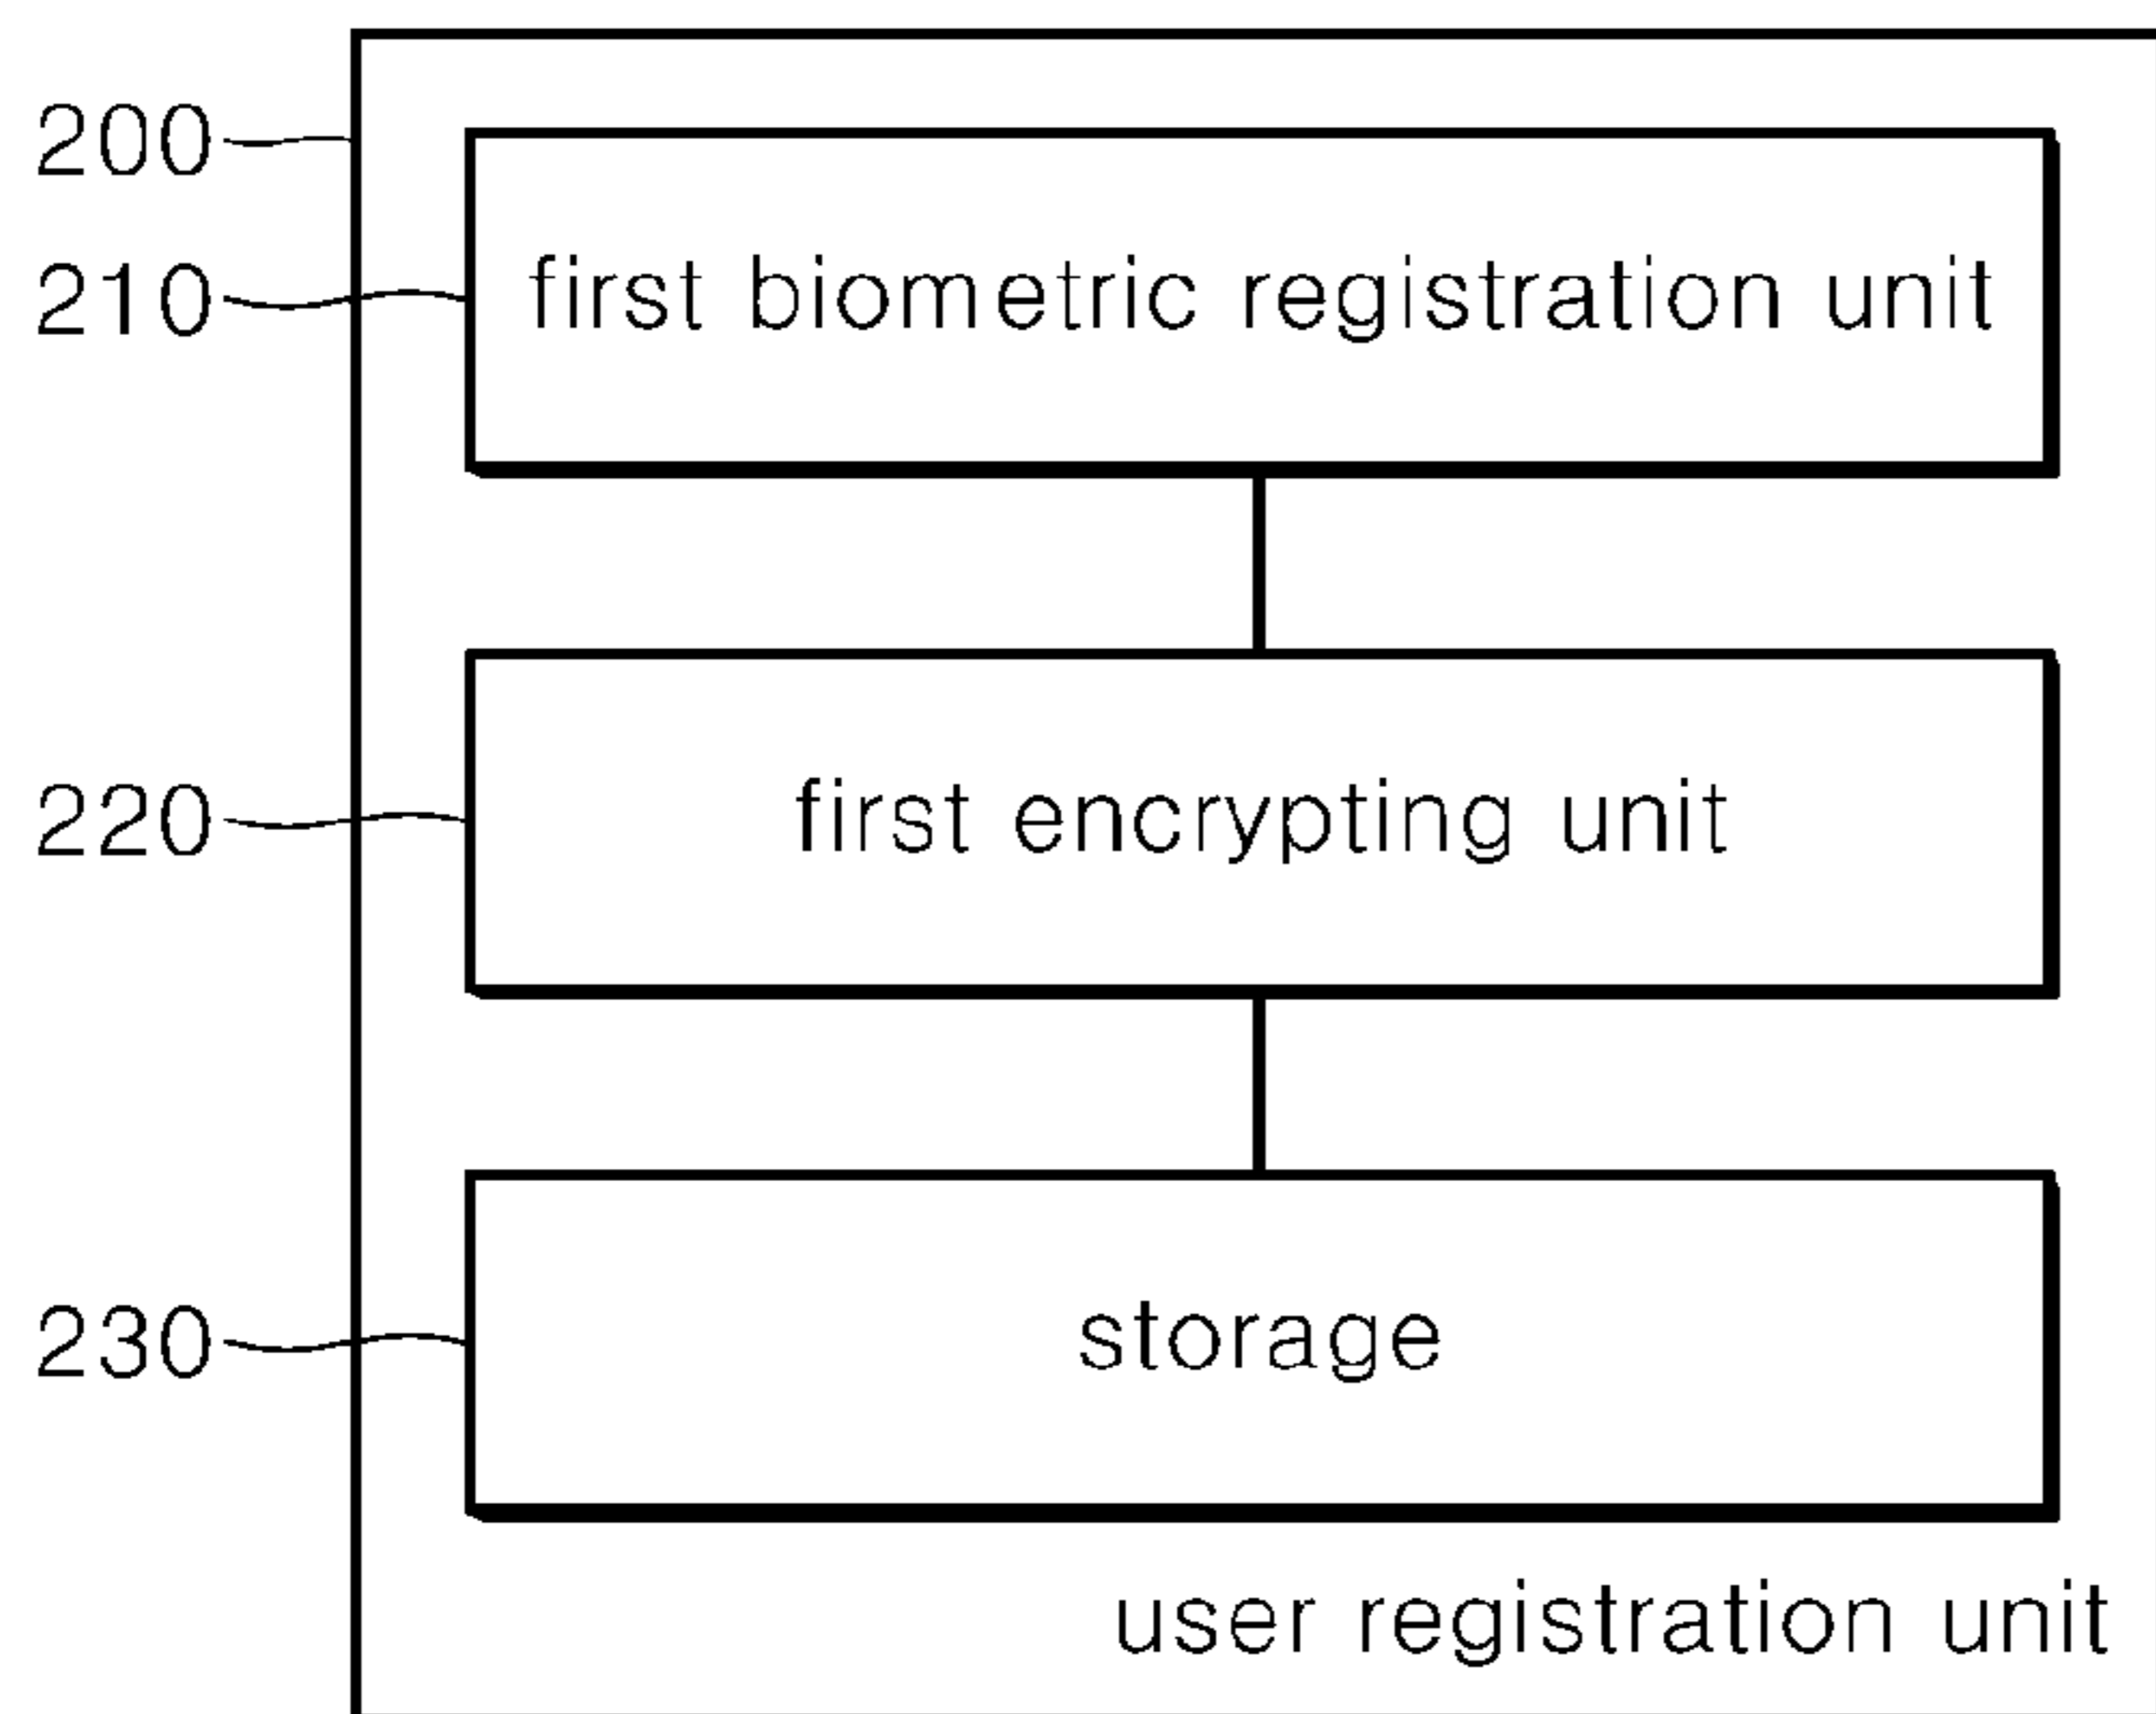 200
210 first biometric registration unit
220 first encrypting unit
230 storage
user registration unit